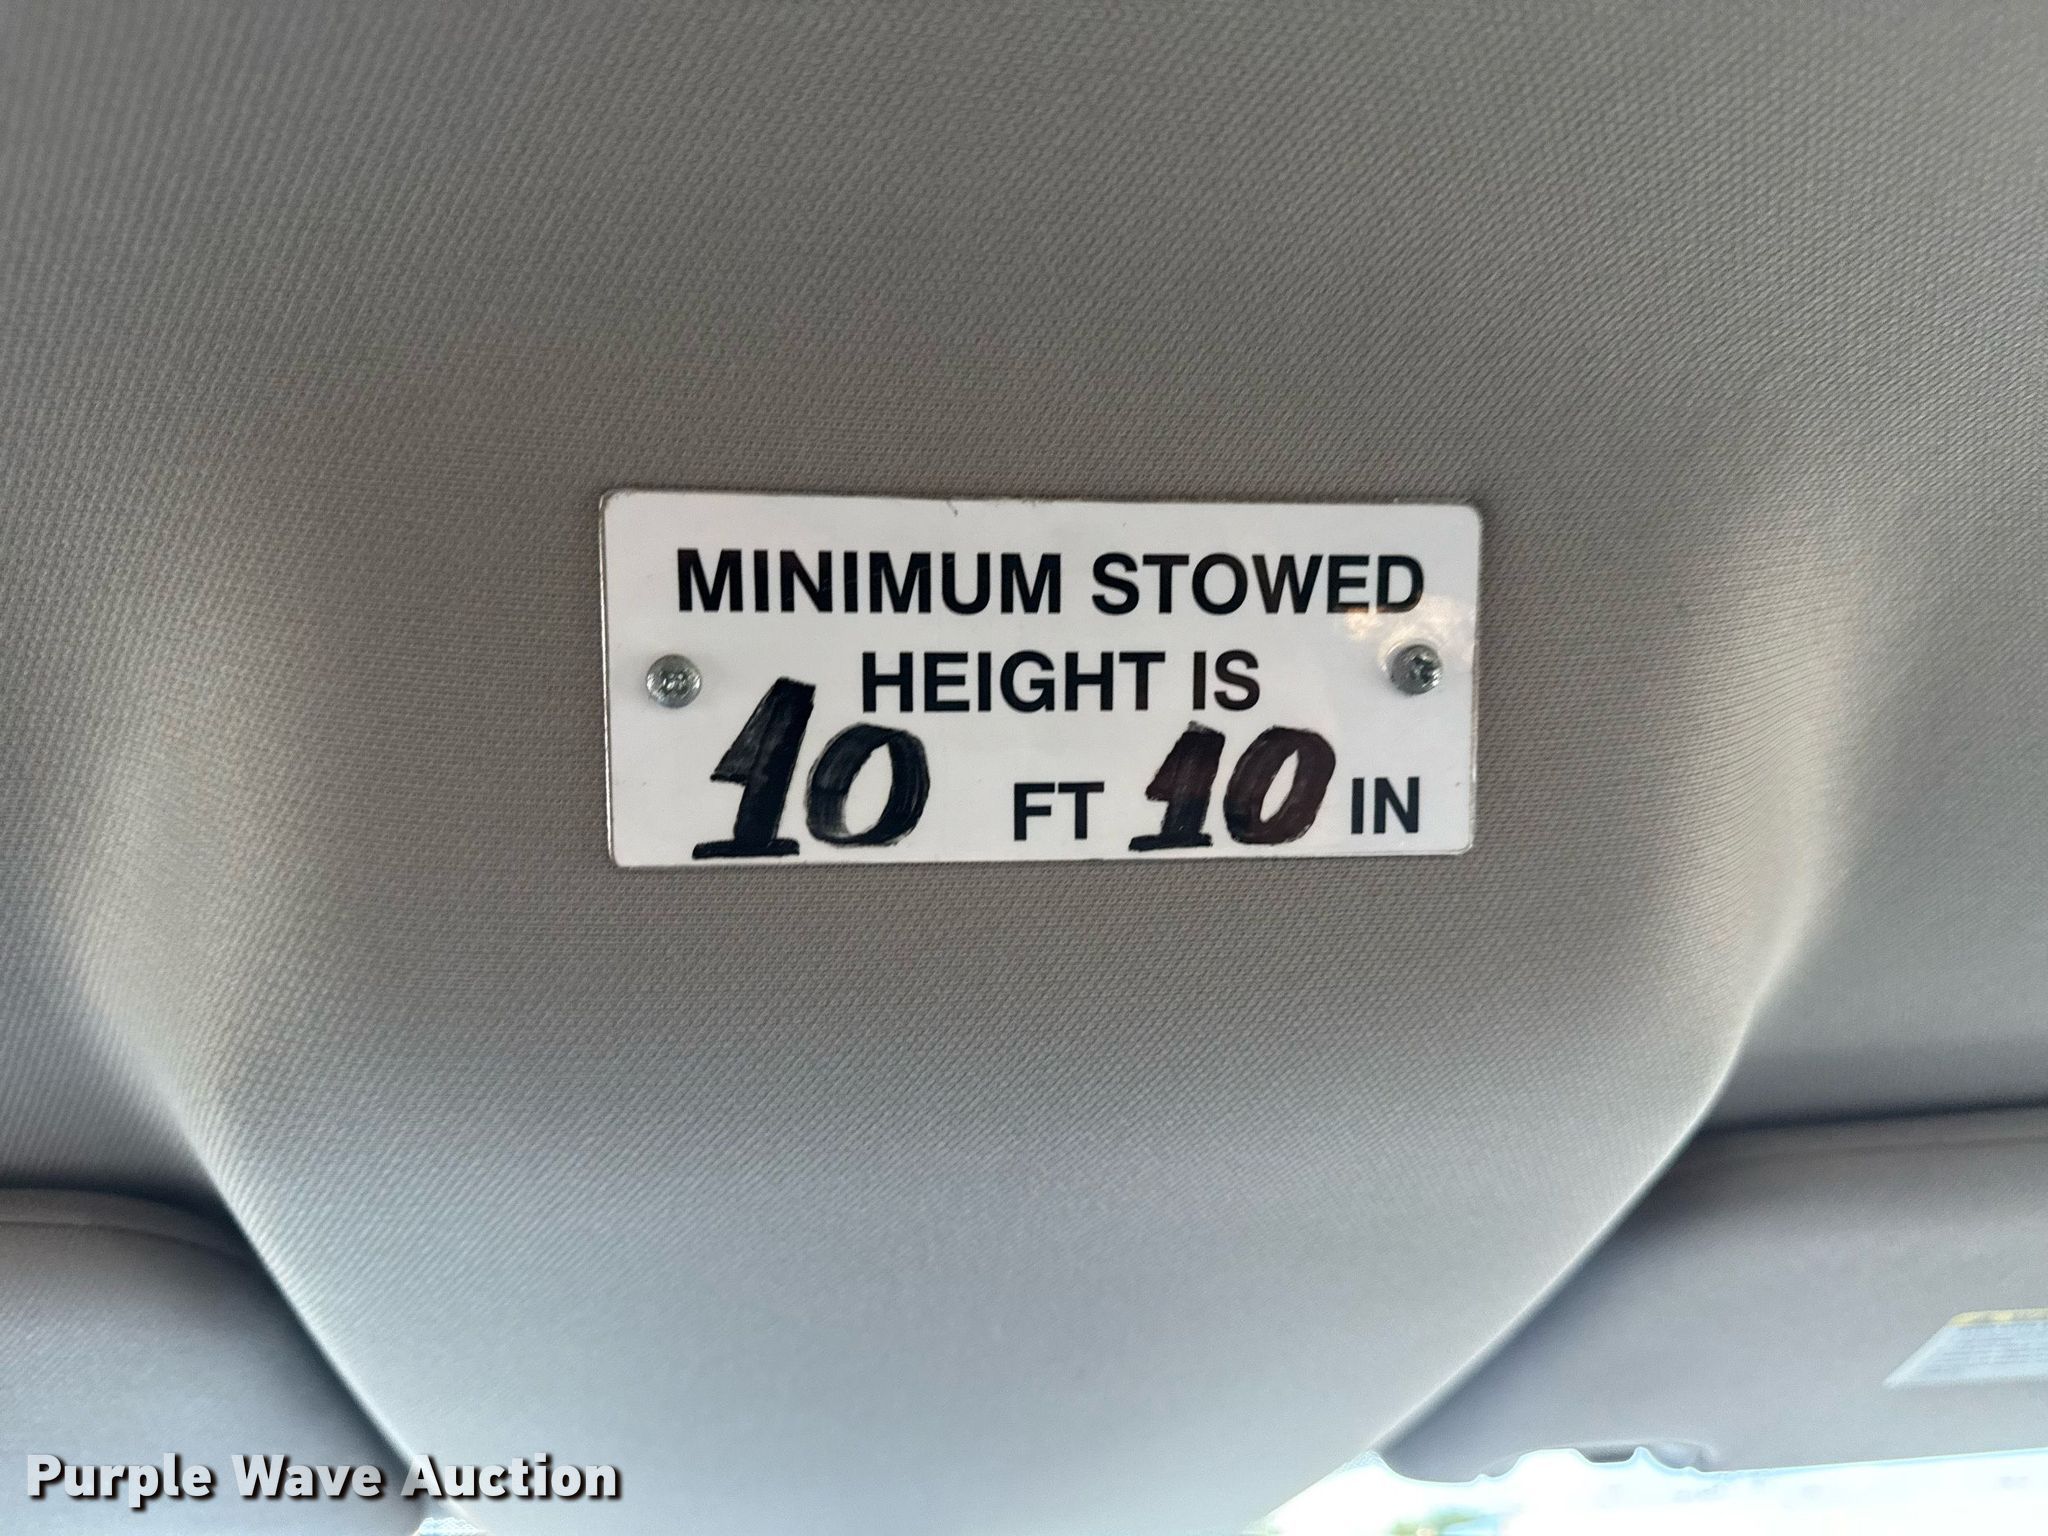 MINIMUM STOWED
HEIGHT IS
10 FT 10 IN
Purple Wave Auction